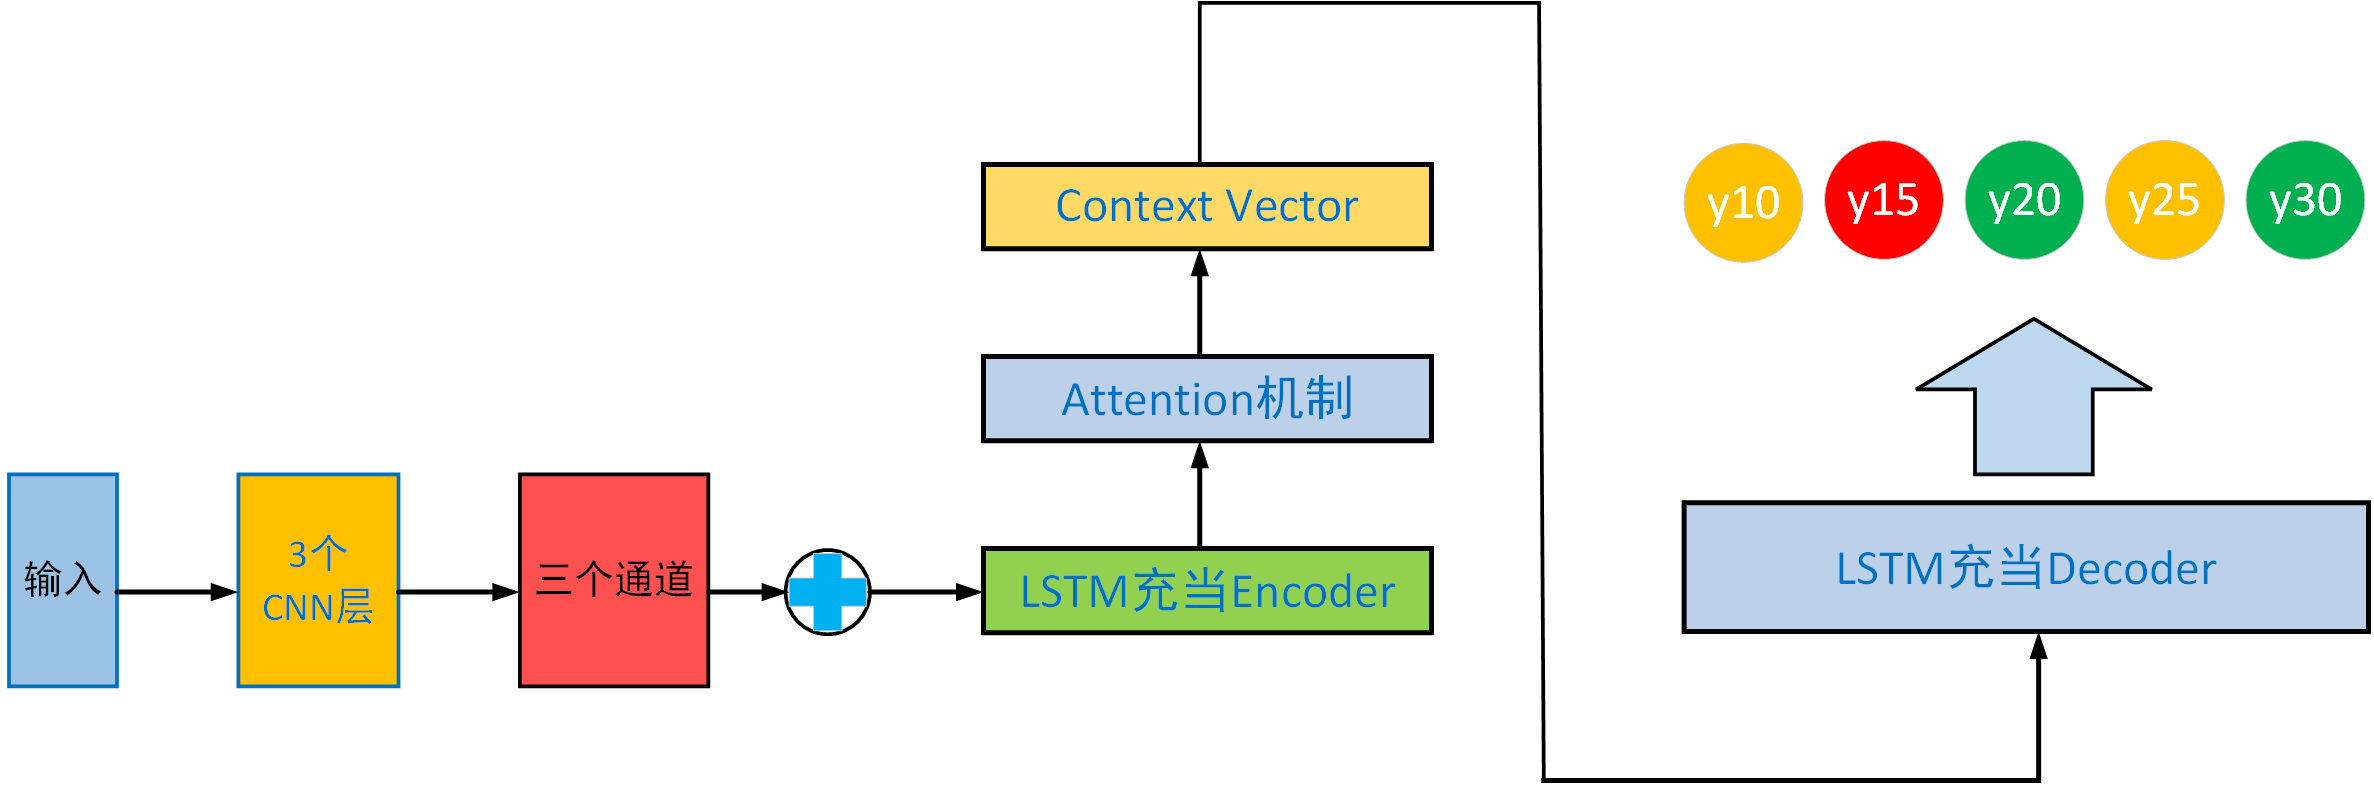 输入
3个
CNN层
三个通道
LSTM充当Encoder
Attention机制
Context Vector
LSTM充当Decoder
y10 y15 y20 y25 y30